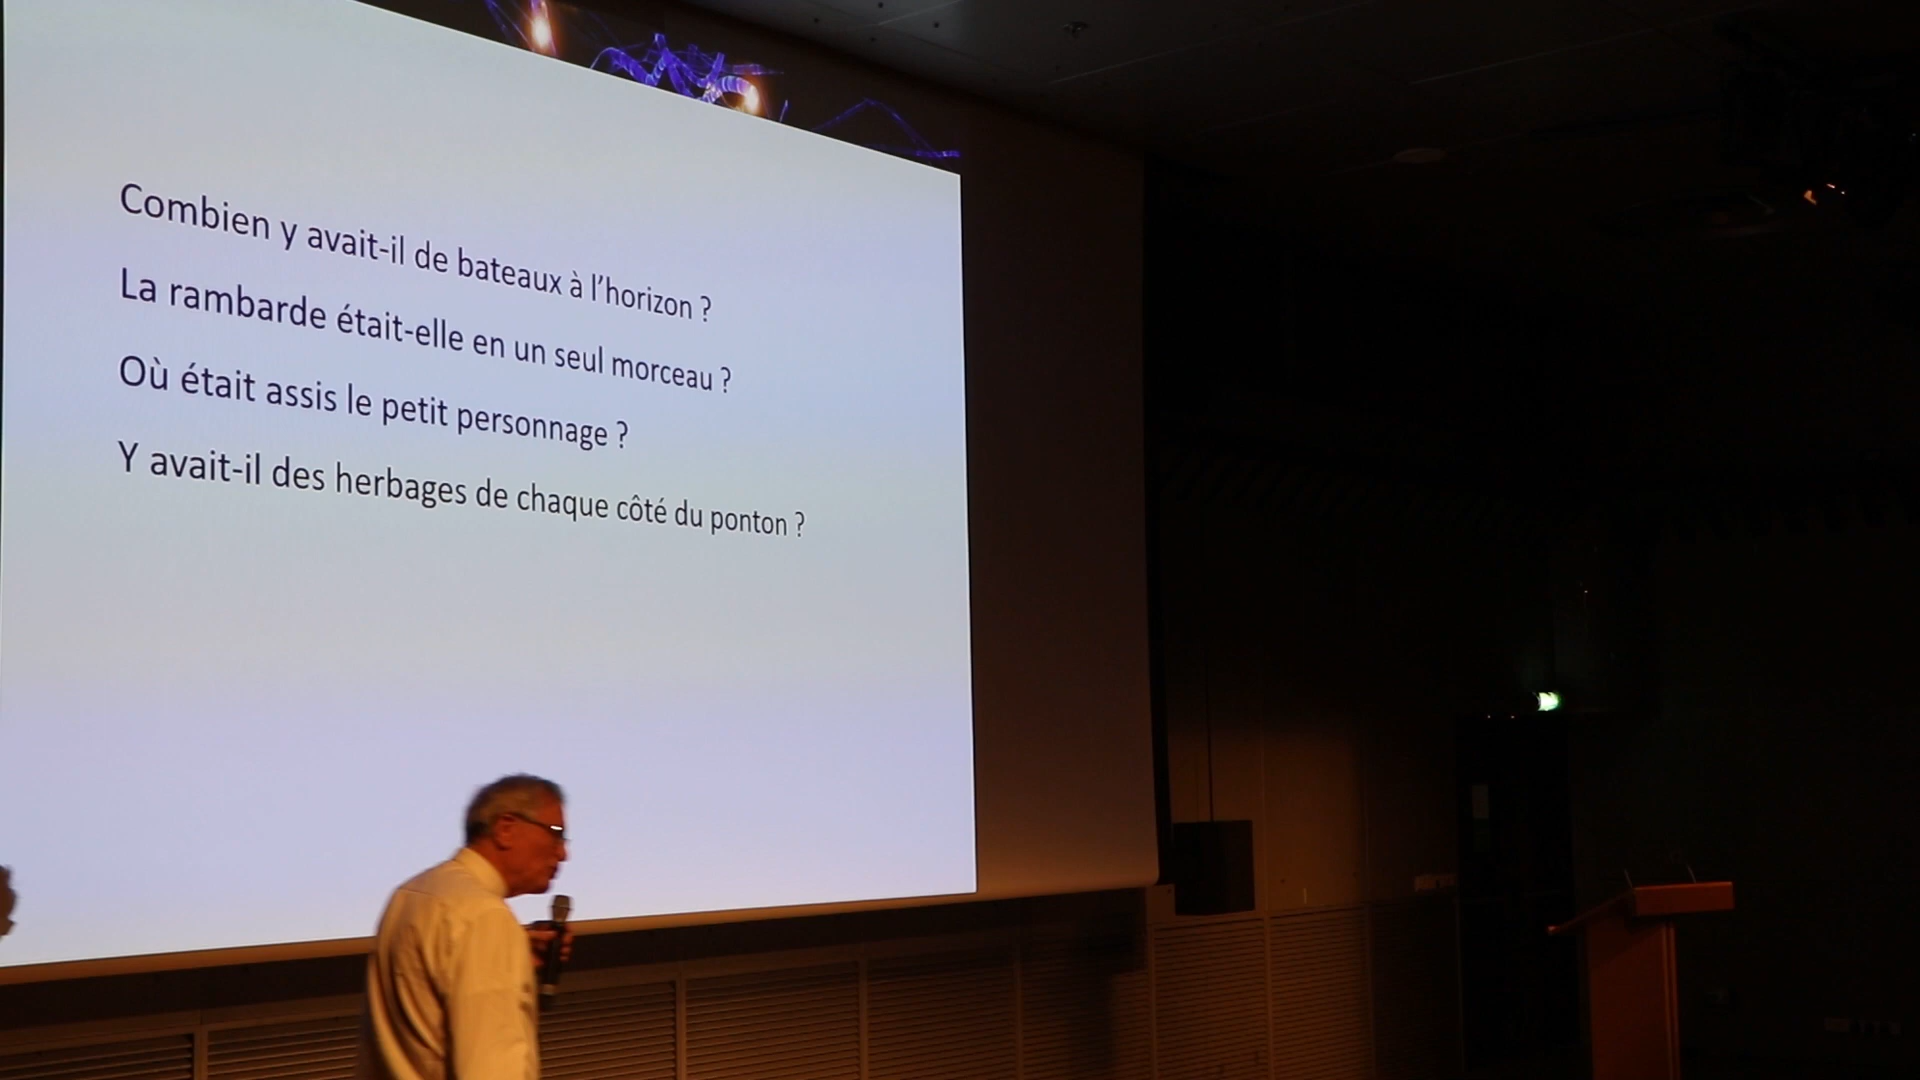 Combien y avait-il de bateaux à l’horizon ?
La rambarde était-elle en un seul morceau ?
Où était assis le petit personnage ?
Y avait-il des herbages de chaque côté du ponton ?